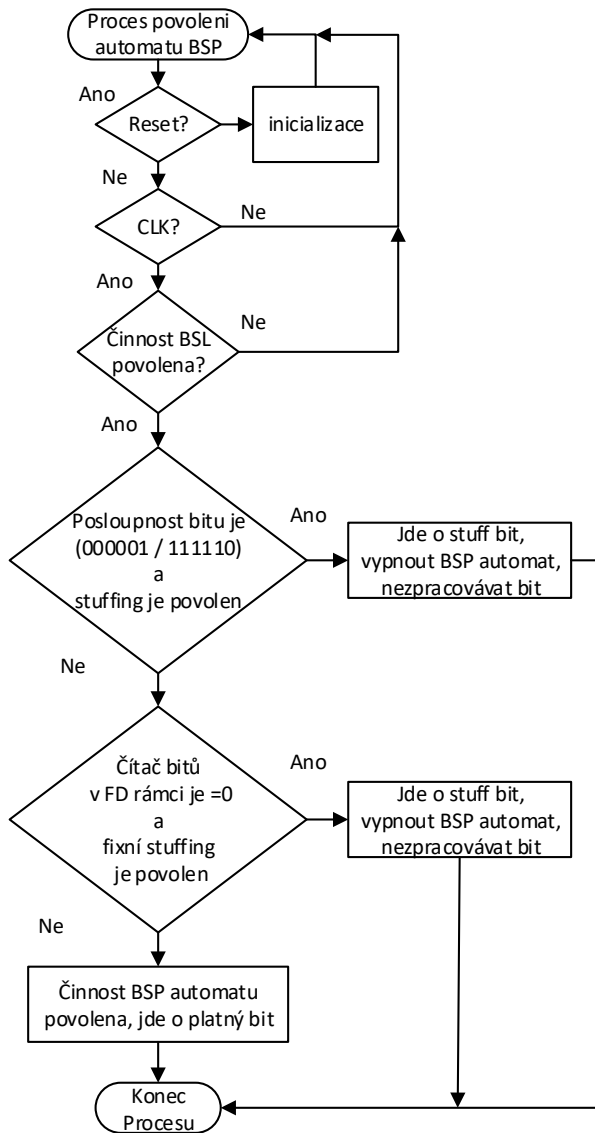 Proces povoleni
automatu BSP
Ano
Reset?
inicializace
Ne
CLK?
Ne
Ano
Činnost BSL
povolena?
Ne
Ano
Posloupnost bitu je
(000001 / 111110)
a
stuffing je povolen
Ano
Jde o stuff bit,
vypnout BSP automat,
nezpracovávat bit
Ne
Čítač bitů
v FD rámci je =0
a
fixní stuffing
je povolen
Ano
Jde o stuff bit,
vypnout BSP automat,
nezpracovávat bit
Ne
Činnost BSP automatu
povolena, jde o platný bit
Konec
Procesu